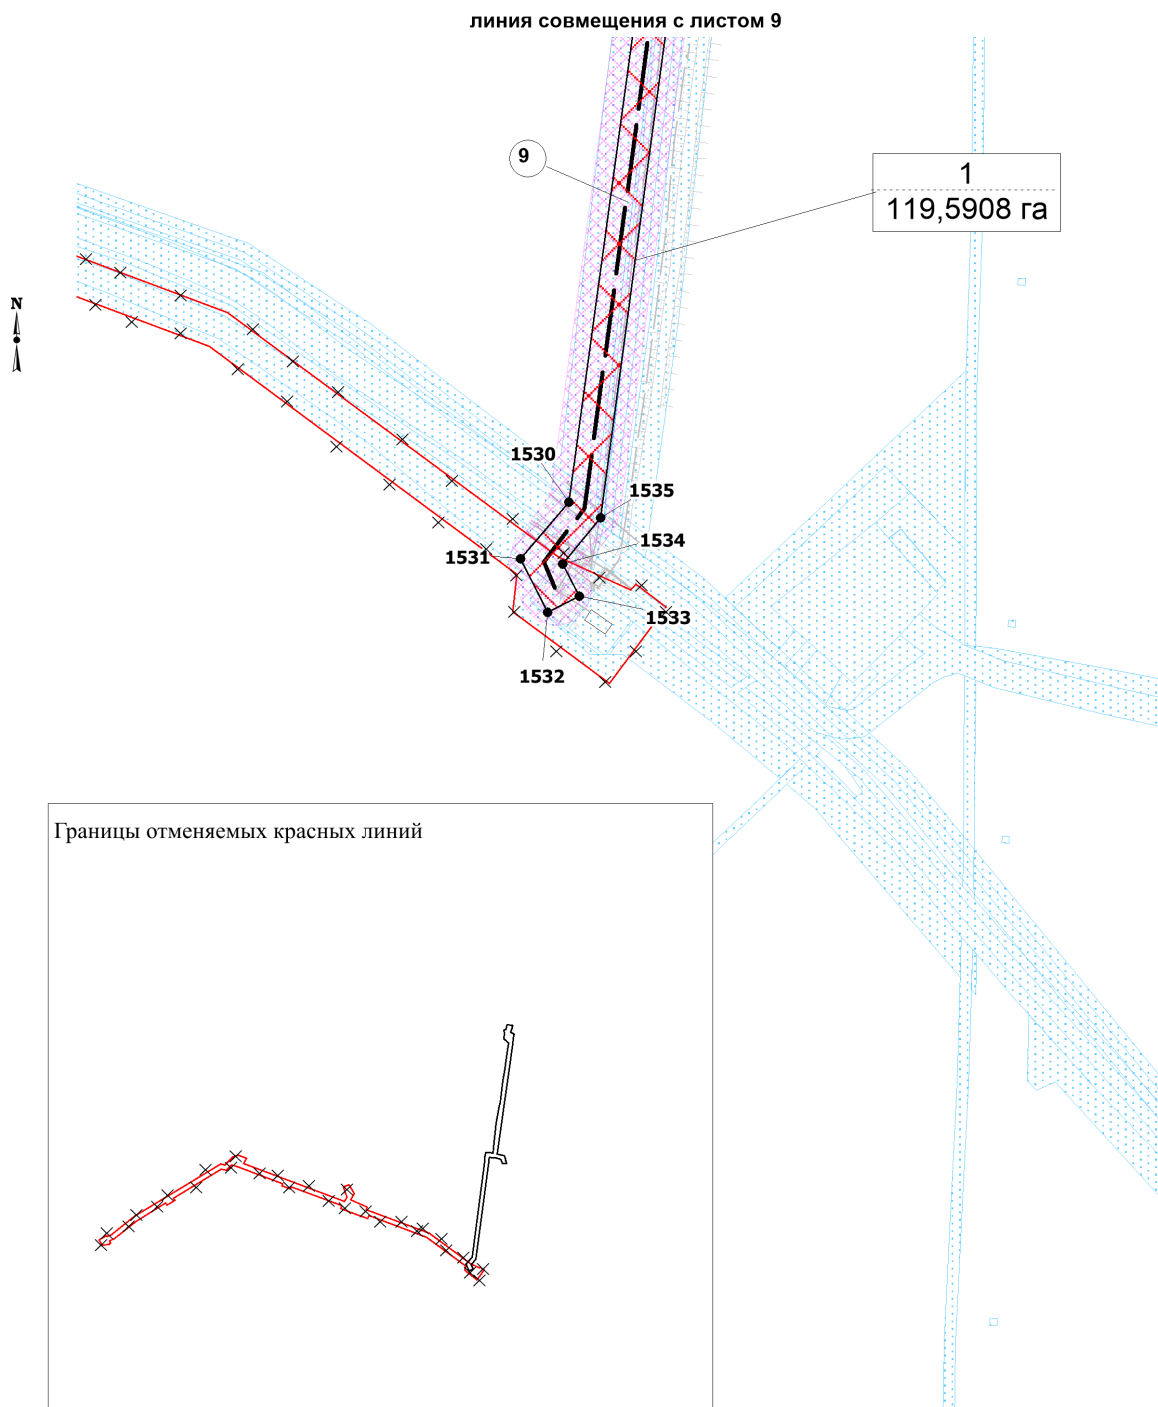 линия совмещения с листом 9
9
1
119,5908 га
N
1530
1535
1534
1531
1533
1532
Границы отменяемых красных линий